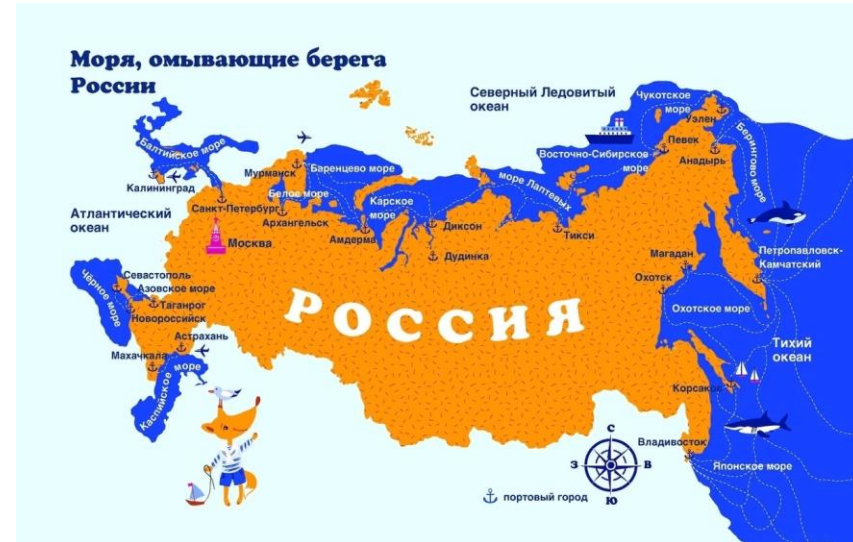 Моря, омывающие берега
России
Северный Ледовитый
океан
Чукотское
море
Уэлен
Берингово море
Певек
Анадырь
Восточно-Сибирское
море
море Лаптевых
Тикси
Балтийское море
Калининград
Санкт-Петербург
Мурманск
Баренцево море
Белое море
Архангельск
Карское
море
Амдерма
Диксон
Дудинка
Атлантический
океан
Москва
Магадан
Охотск
Петропавловск-
Камчатский
Охотское море
Тихий
океан
Севастополь
Азовское море
Чёрное море
Таганрог
Новороссийск
Астрахань
Махачкала
Каспийское море
РОССИЯ
Корсаков
Владивосток
Японское море
С
З
В
Ю
портовый город